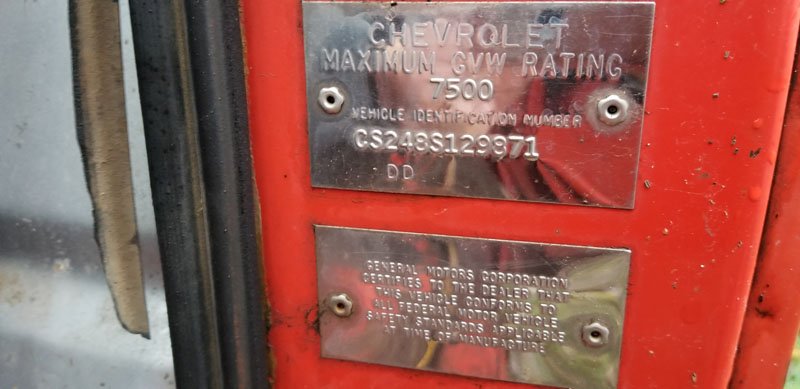 CHEVROLET
MAXIMUM GVW RATING
7500
VEHICLE IDENTIFICATION NUMBER
CS248S129871
DD
GENERAL MOTORS CORPORATION
CERTIFIES TO THE DEALER THAT
THIS VEHICLE CONFORMS TO
ALL FEDERAL MOTOR VEHICLE
SAFETY STANDARDS APPLICABLE
AT TIME OF MANUFACTURE